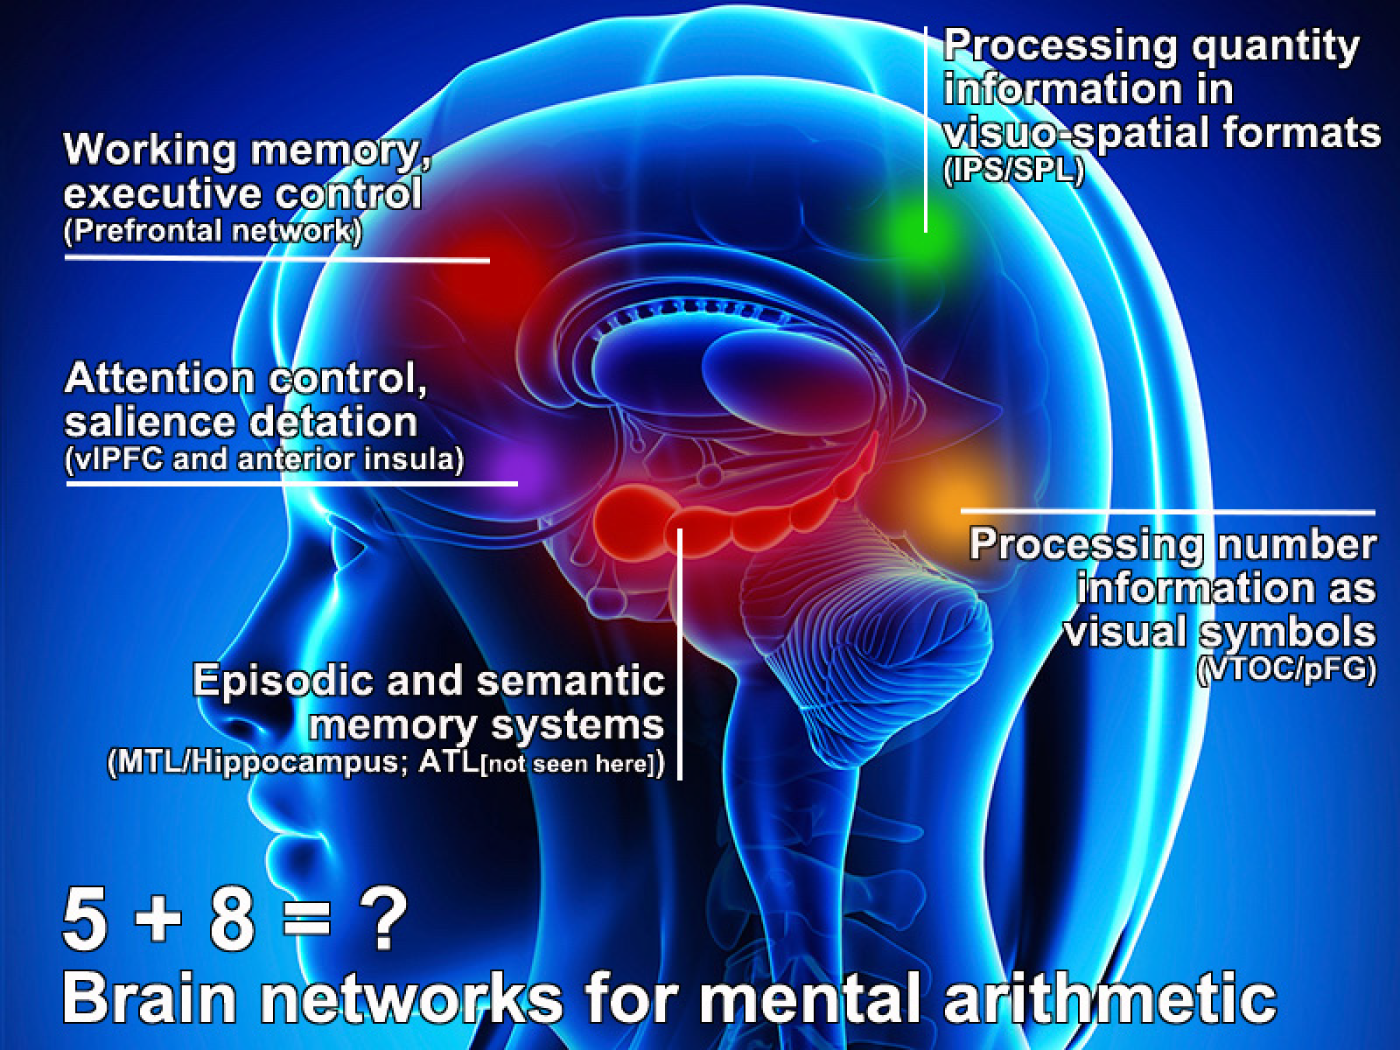 Processing quantity
information in
visuo-spatial formats
(IPS/SPL)
Working memory,
executive control
(Prefrontal network)
Attention control,
salience detation
(vlPFC and anterior insula)
Processing number
information as
visual symbols
(VTOC/pFG)
Episodic and semantic
memory systems
(MTL/Hippocampus; ATL[not seen here])
5 + 8 = ?
Brain networks for mental arithmetic